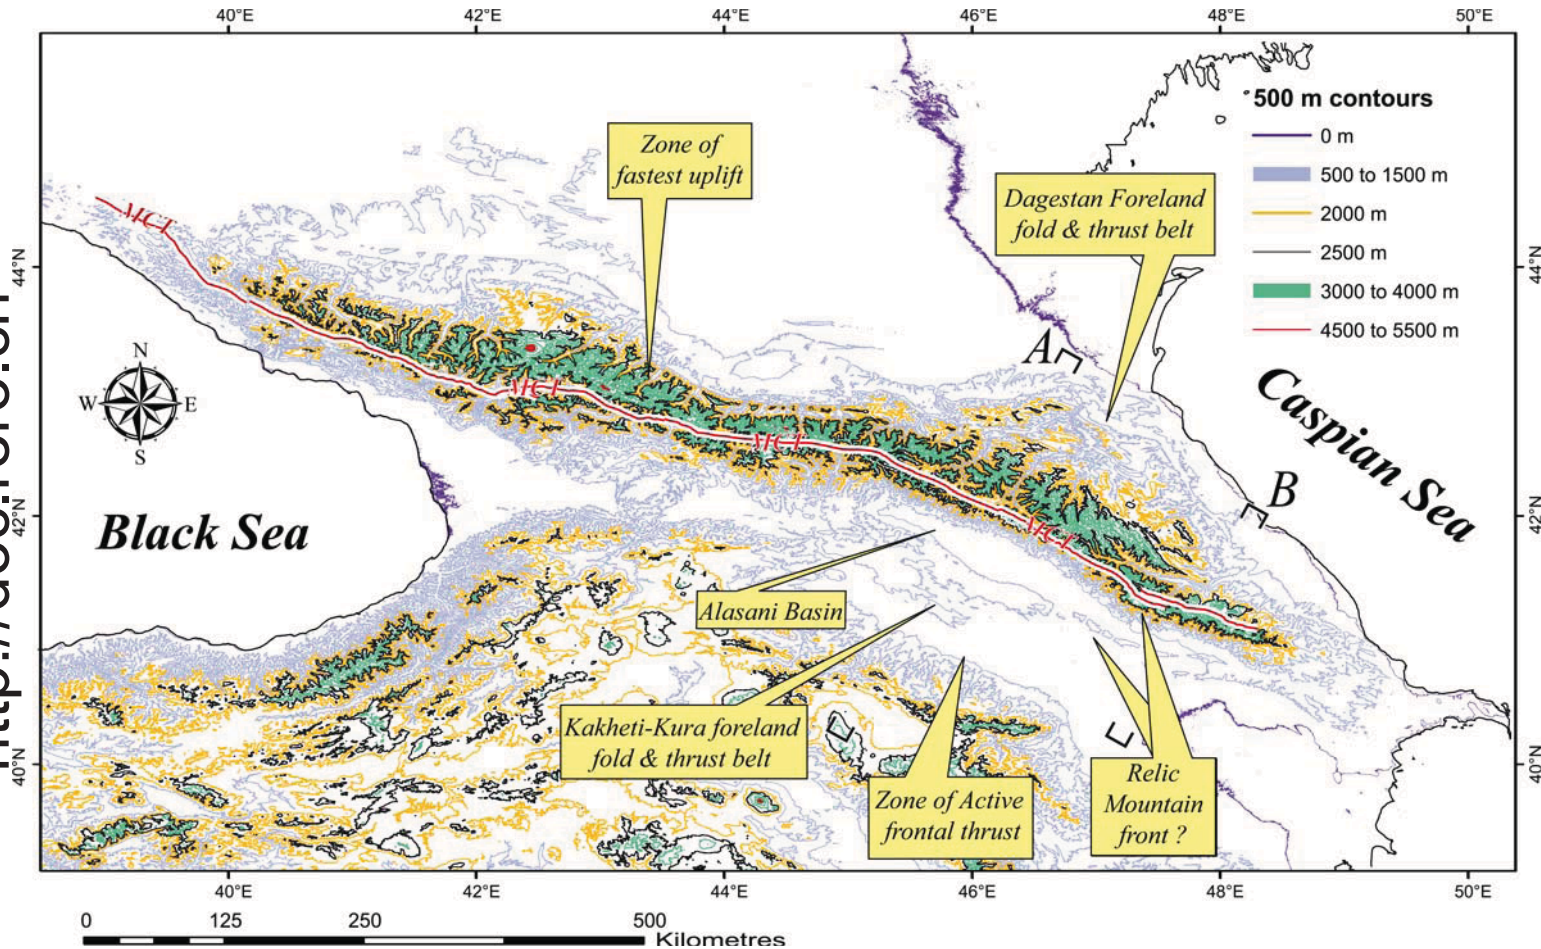 40°E
42°E
44°E
46°E
48°E
50°E
500 m contours
0 m
500 to 1500 m
2000 m
2500 m
3000 to 4000 m
4500 to 5500 m
Zone of
fastest uplift
Dagestan Foreland
fold & thrust belt
MCT
44°N
44°N
A
N
W
E
S
MCT
MCT
Caspian Sea
B
42°N
42°N
Black Sea
MCT
Alasani Basin
Kakheti-Kura foreland
fold & thrust belt
40°N
40°N
Zone of Active
frontal thrust
Relic
Mountain
front ?
40°E
42°E
44°E
46°E
48°E
50°E
0
125
250
500
Kilometres